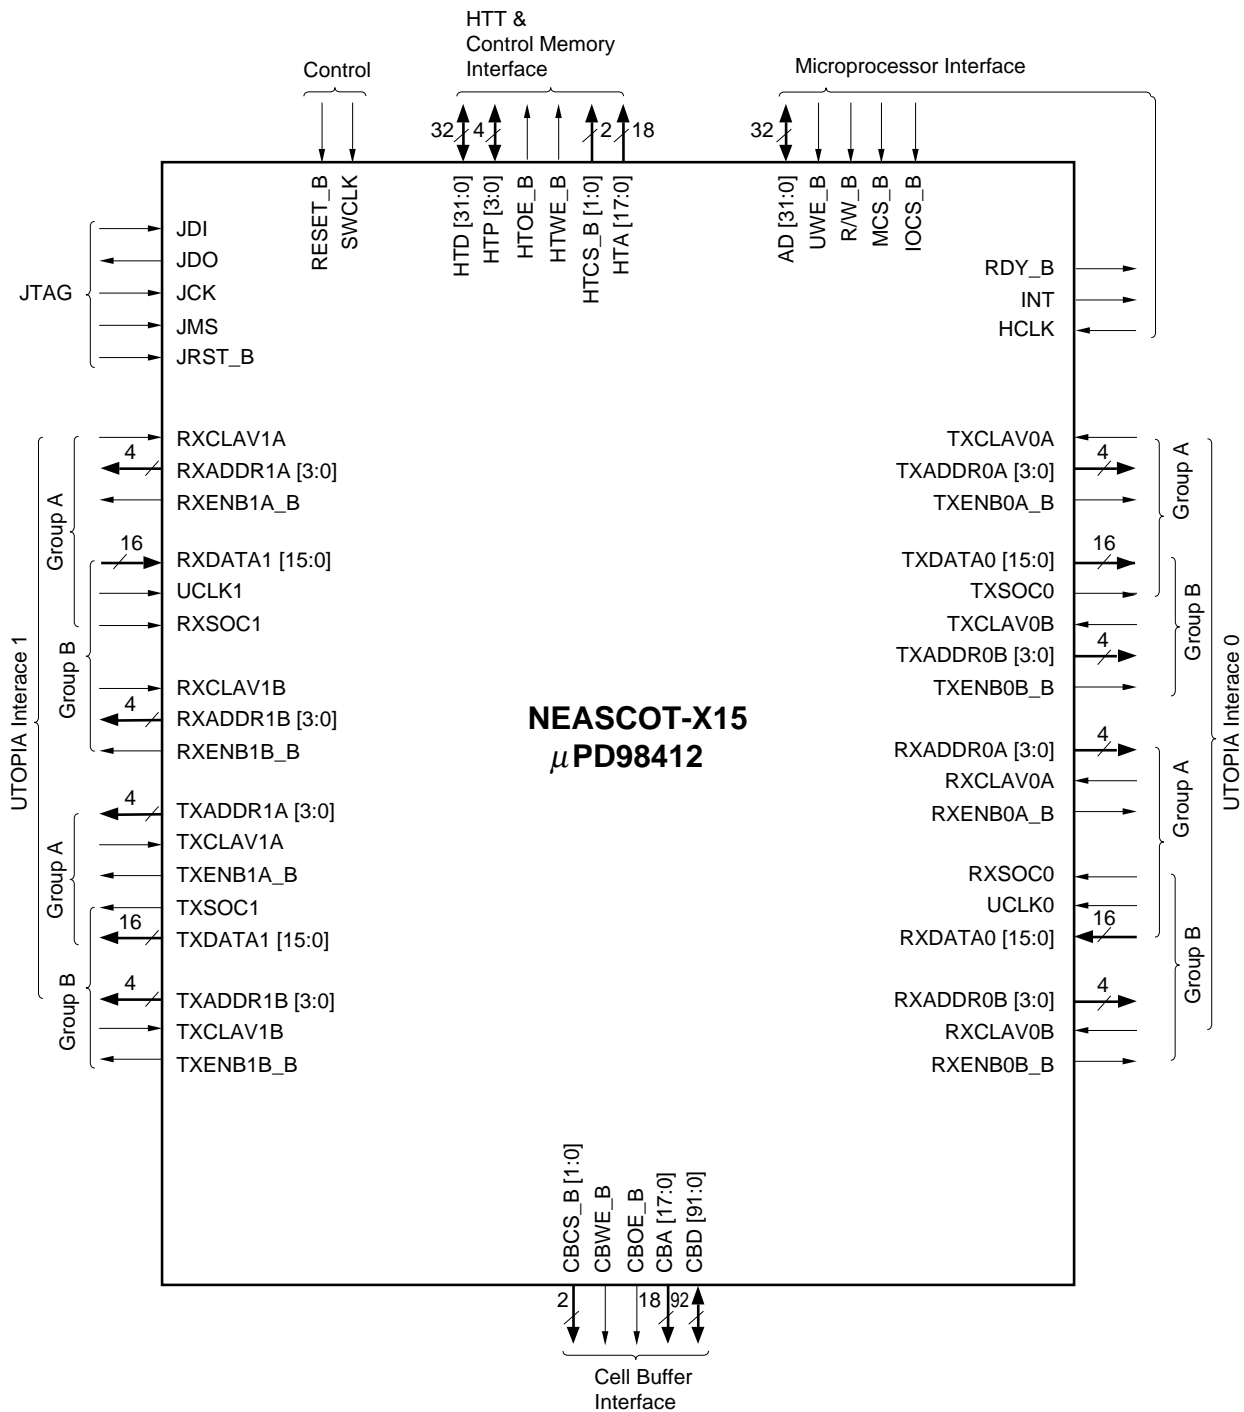 HTT &
Control Memory
Interface
Control
Microprocessor Interface
32
4
2
18
32
RESET_B
SWCLK
HTD [31:0]
HTP [3:0]
HTOE_B
HTWE_B
HTCS_B [1:0]
HTA [17:0]
AD [31:0]
UWE_B
R/W_B
MCS_B
IOCS_B
JTAG
JDI
JDO
JCK
JMS
JRST_B
RDY_B
INT
HCLK
UTOPIA Interace 1
Group A
RXCLAV1A
4
RXADDR1A [3:0]
RXENB1A_B
16
RXDATA1 [15:0]
UCLK1
RXSOC1
Group B
RXCLAV1B
4
RXADDR1B [3:0]
RXENB1B_B
4
TXADDR1A [3:0]
TXCLAV1A
Group A
TXENB1A_B
TXSOC1
16
TXDATA1 [15:0]
4
TXADDR1B [3:0]
Group B
TXCLAV1B
TXENB1B_B
NEASCOT-X15
μPD98412
TXCLAV0A
4
TXADDR0A [3:0]
TXENB0A_B
Group A
16
TXDATA0 [15:0]
TXSOC0
TXCLAV0B
Group B
4
TXADDR0B [3:0]
TXENB0B_B
UTOPIA Interace 0
4
RXADDR0A [3:0]
RXCLAV0A
RXENB0A_B
Group A
RXSOC0
UCLK0
16
RXDATA0 [15:0]
Group B
4
RXADDR0B [3:0]
RXCLAV0B
RXENB0B_B
CBCS_B [1:0]
CBWE_B
CBOE_B
CBA [17:0]
CBD [91:0]
2
18
92
Cell Buffer
Interface